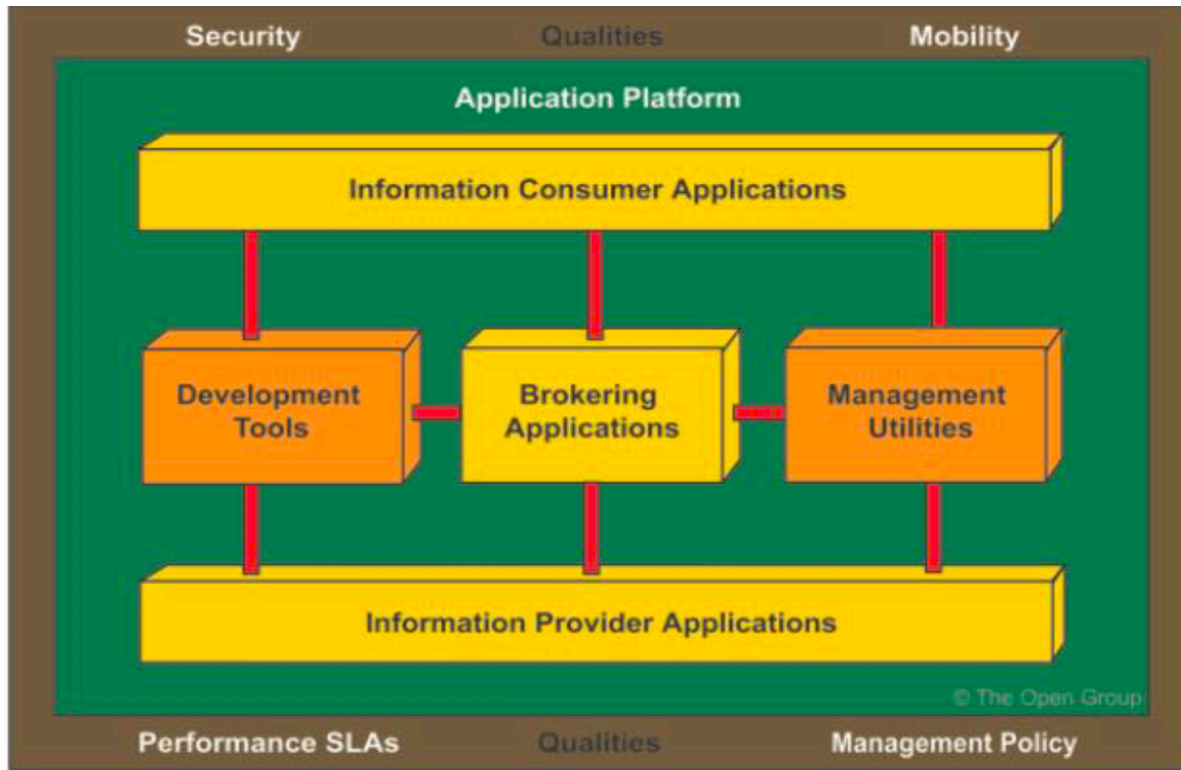 Security Qualities Mobility
Application Platform
Information Consumer Applications
Development
Tools
Brokering
Applications
Management
Utilities
Information Provider Applications
© The Open Group
Performance SLAs Qualities Management Policy